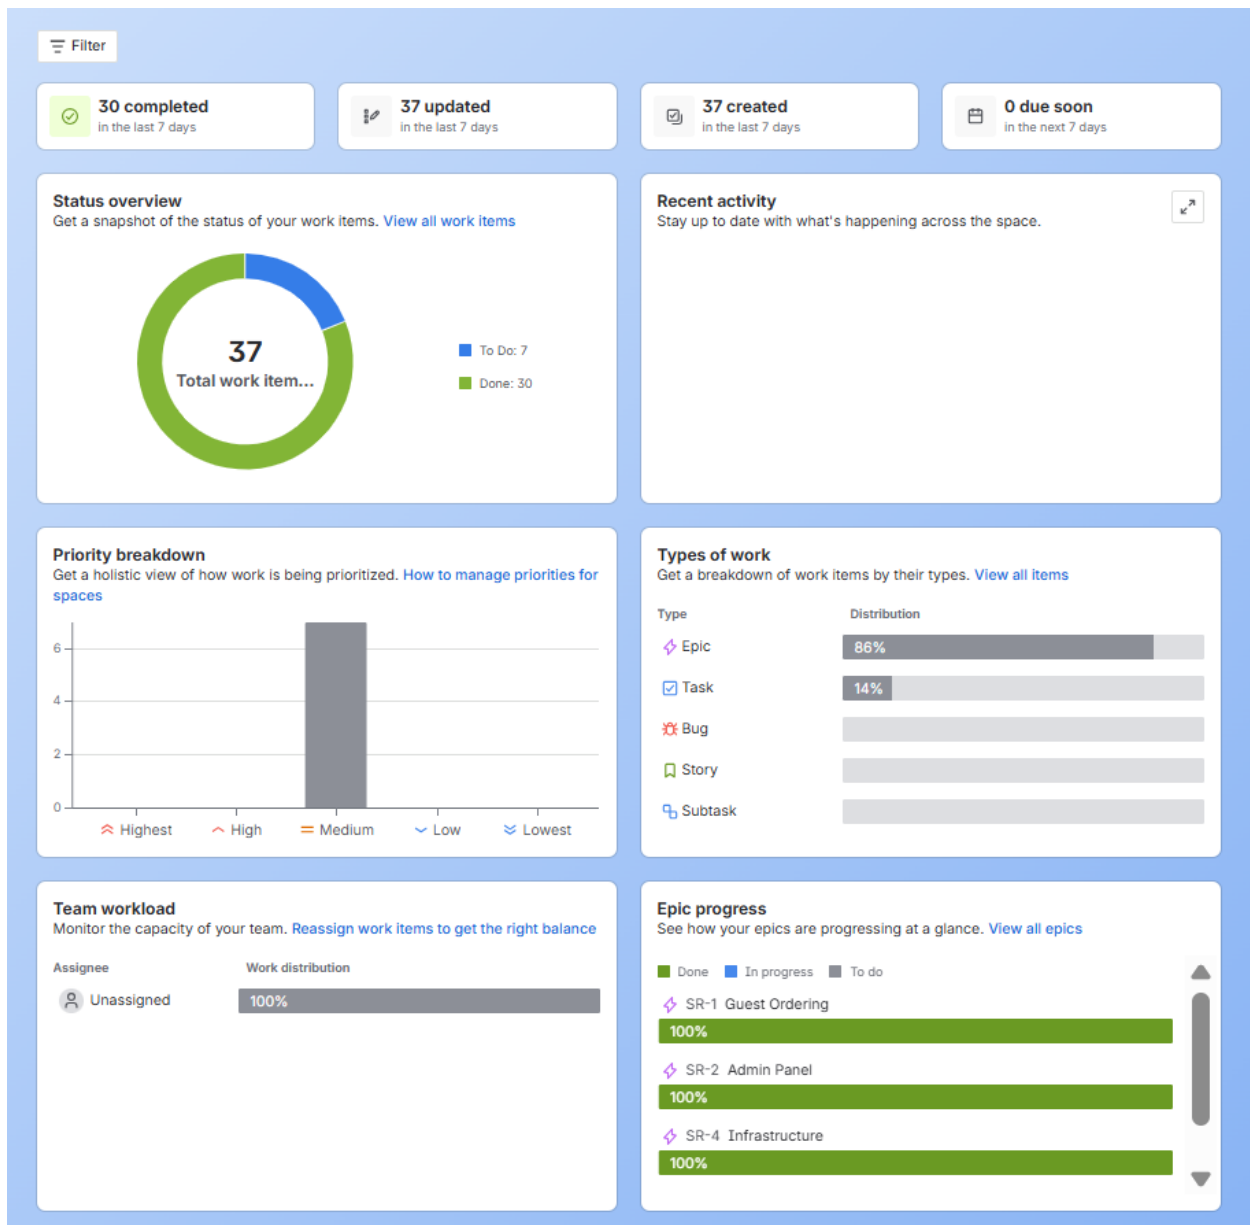 Filter
30 completed
in the last 7 days
37 updated
in the last 7 days
37 created
in the last 7 days
0 due soon
in the next 7 days
Status overview
Get a snapshot of the status of your work items. View all work items
37
Total work item...
To Do: 7
Done: 30
Recent activity
Stay up to date with what's happening across the space.
Priority breakdown
Get a holistic view of how work is being prioritized. How to manage priorities for
spaces
6
4
2
0
Highest
High
Medium
Low
Lowest
Types of work
Get a breakdown of work items by their types. View all items
Type Distribution
Epic 86%
Task 14%
Bug
Story
Subtask
Team workload
Monitor the capacity of your team. Reassign work items to get the right balance
Assignee Work distribution
Unassigned 100%
Epic progress
See how your epics are progressing at a glance. View all epics
Done In progress To do
SR-1 Guest Ordering
100%
SR-2 Admin Panel
100%
SR-4 Infrastructure
100%